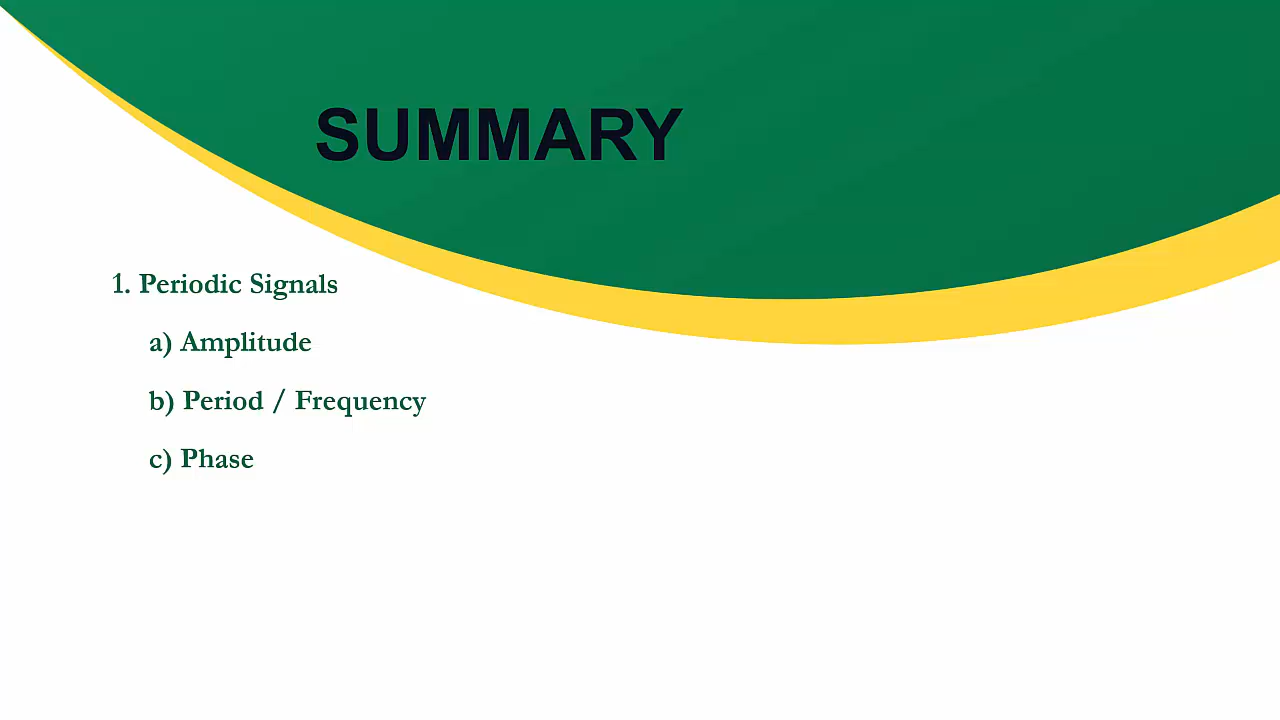 SUMMARY
1. Periodic Signals
a) Amplitude
b) Period / Frequency
c) Phase